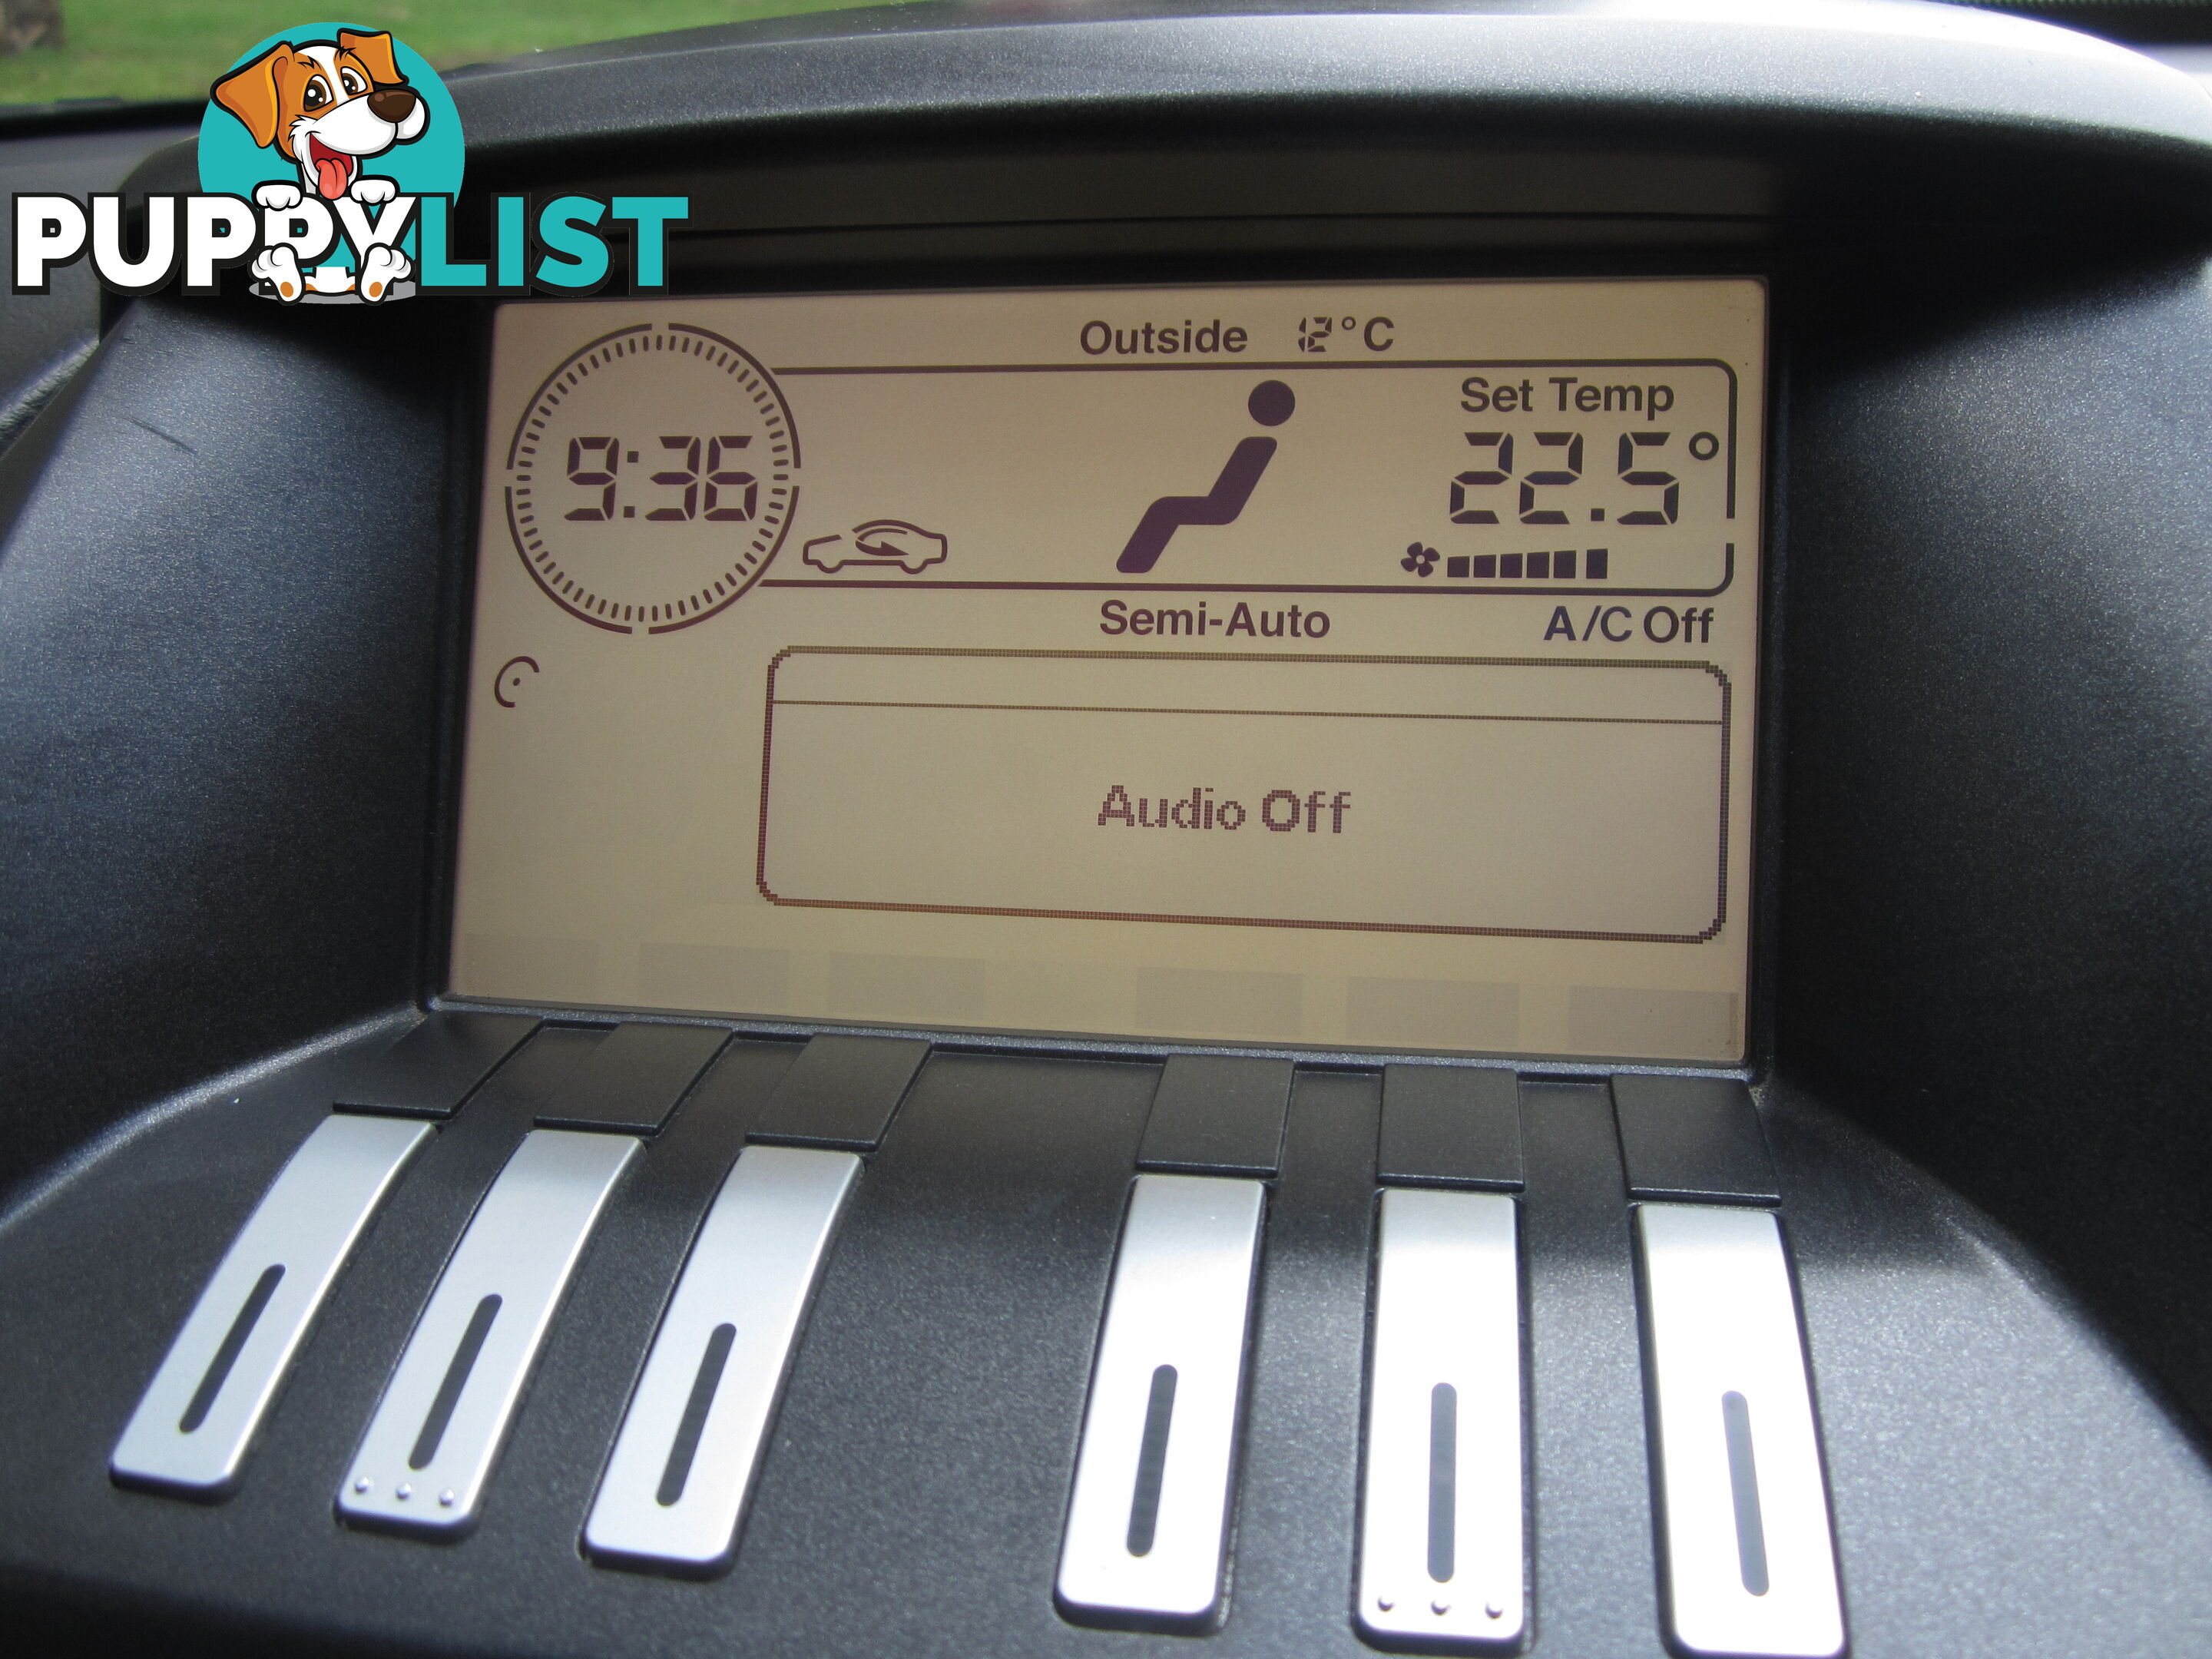 PUPPYLIST
Outside 12°C
9:36
Set Temp
22.5°
Semi-Auto
A/C Off
Audio Off